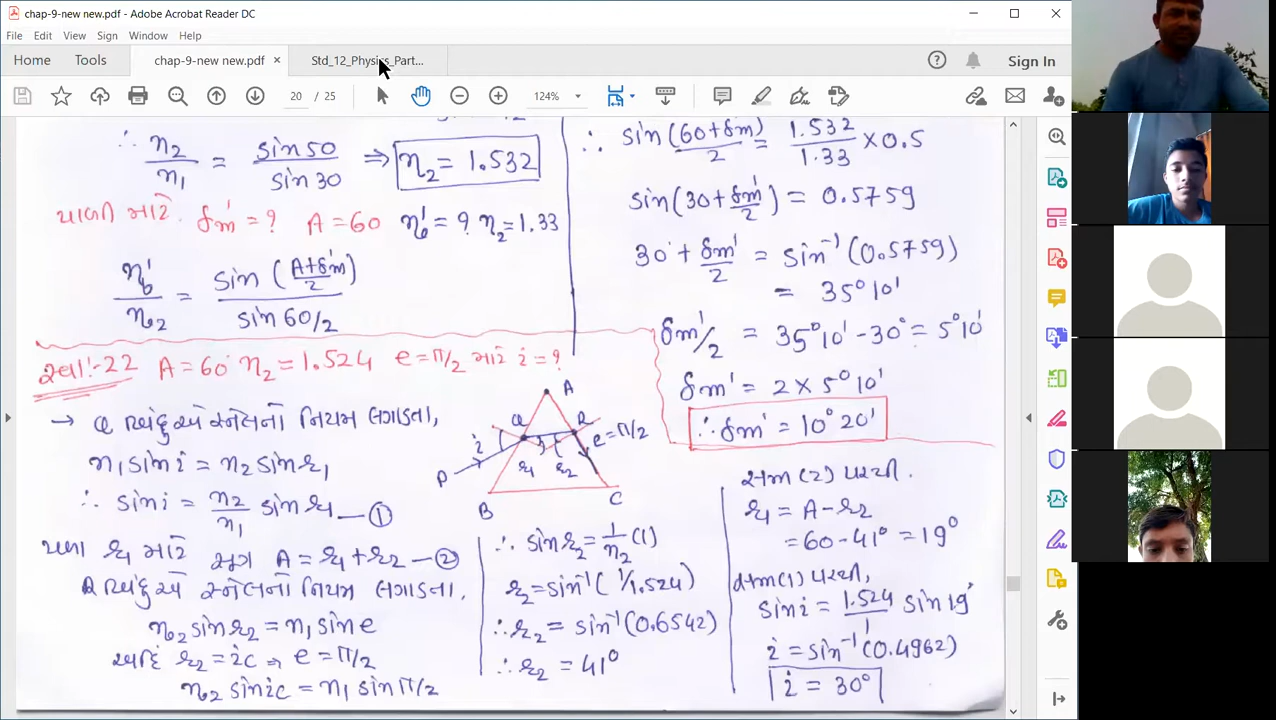 chap-9-new new.pdf - Adobe Acrobat Reader DC
File Edit View Sign Window Help
Home Tools chap-9-new new.pdf × Std_12_Physics_Part... Sign In
20 / 25 124%
∴ n₂/n₁ = sin50/sin30 ⇒ n₂ = 1.532
પાણી માટે. δm' = ? A = 60 n' = ? n₂ = 1.33
n'/n₂ = sin (A+δm'/2) / sin 60/2
∴ sin (60+δm')/2 = 1.532/1.33 × 0.5
sin(30+δm'/2) = 0.5759
30 + δm'/2 = sin⁻¹(0.5759)
= 35°10'
δm'/2 = 35°10' - 30° = 5°10'
δm' = 2 × 5°10'
∴ δm' = 10°20'
સ્વા:-22 A = 60° n₂ = 1.524 e = π/2 માટે i = ?
→ Q બિંદુએ સ્નેલનો નિયમ લગાડતા,
n₁ sin i = n₂ sin r₁
∴ sin i = n₂/n₁ sin r₁ — ①
પણ r₁ માટે A = r₁ + r₂ — ②
R બિંદુએ સ્નેલનો નિયમ લગાડતા,
n₂ sin r₂ = n₁ sin e
r₂ = ic ⇒ e = π/2
n₂ sin ic = n₁ sin π/2
A
Q R
i r₁ r₂ e = π/2
P
B C
∴ sin r₂ = 1/n₂ (1)
r₂ = sin⁻¹ (1/1.524)
∴ r₂ = sin⁻¹ (0.6542)
∴ r₂ = 41°
સમી (2) પરથી.
r₁ = A - r₂
= 60 - 41° = 19°
સમી (1) પરથી,
sin i = 1.524/1 sin 19°
i = sin⁻¹ (0.4962)
i = 30°